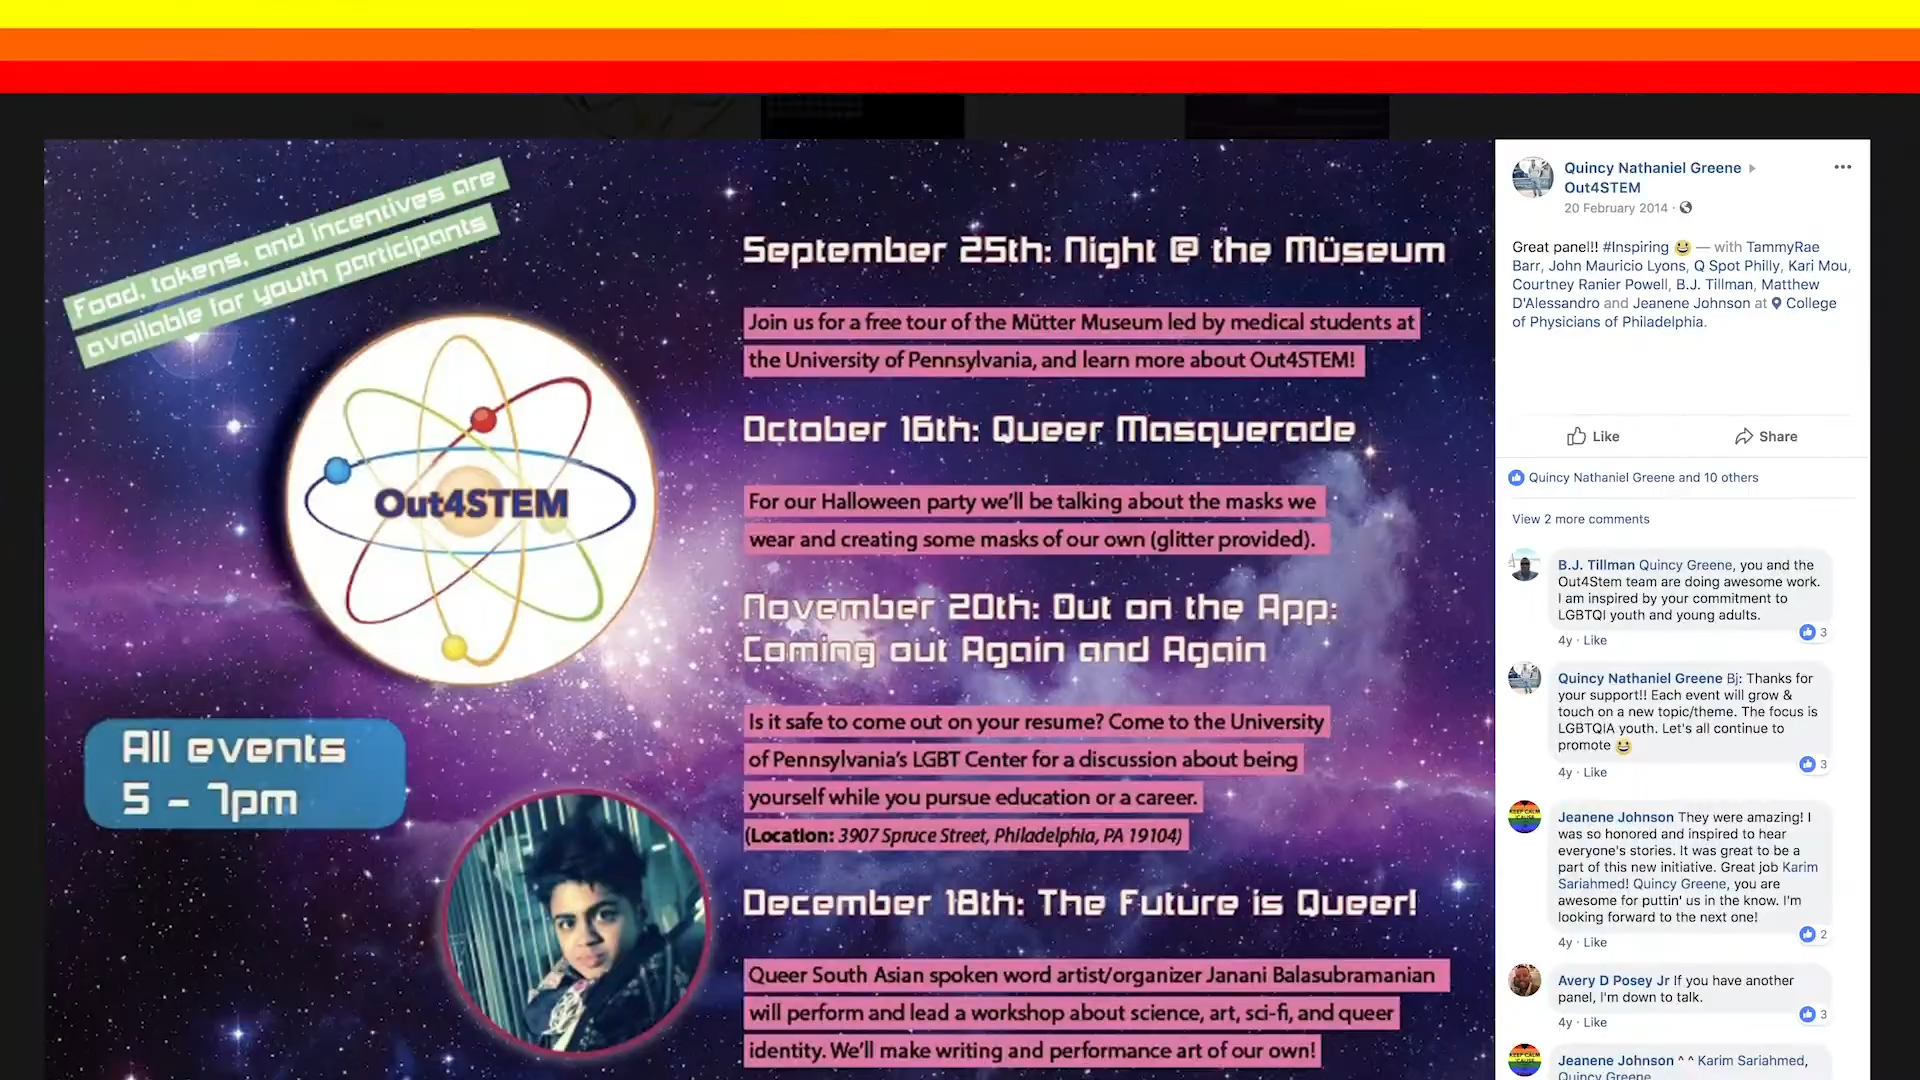 Food, tokens, and incentives are
available for youth participants
Out4STEM
All events
5 - 7pm
September 25th: Night @ the Müseum
Join us for a free tour of the Mütter Museum led by medical students at
the University of Pennsylvania, and learn more about Out4STEM!
October 16th: Queer Masquerade
For our Halloween party we'll be talking about the masks we
wear and creating some masks of our own (glitter provided).
November 20th: Out on the App:
Coming out Again and Again
Is it safe to come out on your resume? Come to the University
of Pennsylvania's LGBT Center for a discussion about being
yourself while you pursue education or a career.
(Location: 3907 Spruce Street, Philadelphia, PA 19104)
December 18th: The Future is Queer!
Queer South Asian spoken word artist/organizer Janani Balasubramanian
will perform and lead a workshop about science, art, sci-fi, and queer
identity. We'll make writing and performance art of our own!
Quincy Nathaniel Greene
Out4STEM
20 February 2014 ·
Great panel!! #Inspiring 😀 — with TammyRae
Barr, John Mauricio Lyons, Q Spot Philly, Kari Mou,
Courtney Ranier Powell, B.J. Tillman, Matthew
D'Alessandro and Jeanene Johnson at College
of Physicians of Philadelphia.
Like Share
Quincy Nathaniel Greene and 10 others
View 2 more comments
B.J. Tillman Quincy Greene, you and the
Out4Stem team are doing awesome work.
I am inspired by your commitment to
LGBTQI youth and young adults.
3
4y · Like
Quincy Nathaniel Greene Bj: Thanks for
your support!! Each event will grow &
touch on a new topic/theme. The focus is
LGBTQIA youth. Let's all continue to
promote 😀
3
4y · Like
KEEP CALM
'CAUSE
Jeanene Johnson They were amazing! I
was so honored and inspired to hear
everyone's stories. It was great to be a
part of this new initiative. Great job Karim
Sariahmed! Quincy Greene, you are
awesome for puttin' us in the know. I'm
looking forward to the next one!
2
4y · Like
Avery D Posey Jr If you have another
panel, I'm down to talk.
3
4y · Like
KEEP CALM
'CAUSE
Jeanene Johnson ^ ^ Karim Sariahmed,
Quincy Greene